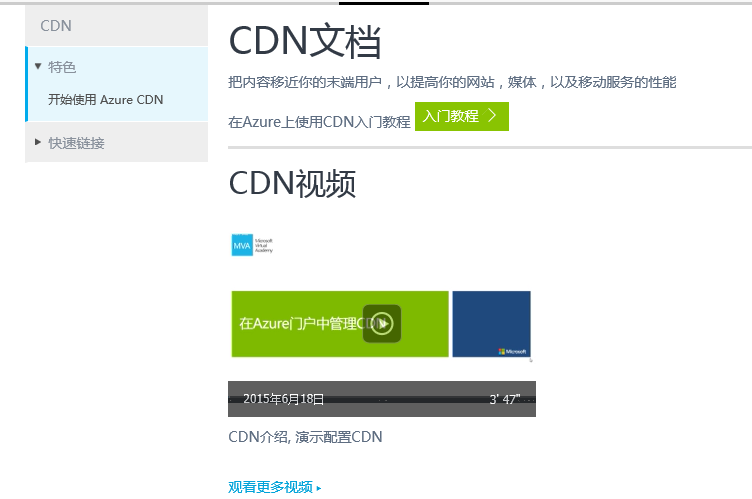 CDN
特色
开始使用 Azure CDN
快速链接
CDN文档
把内容移近你的末端用户，以提高你的网站，媒体，以及移动服务的性能
在Azure上使用CDN入门教程 入门教程
CDN视频
MVA
Microsoft
Virtual
Academy
在Azure门户中管理CDN
Microsoft
2015年6月18日 3' 47"
CDN介绍, 演示配置CDN
观看更多视频